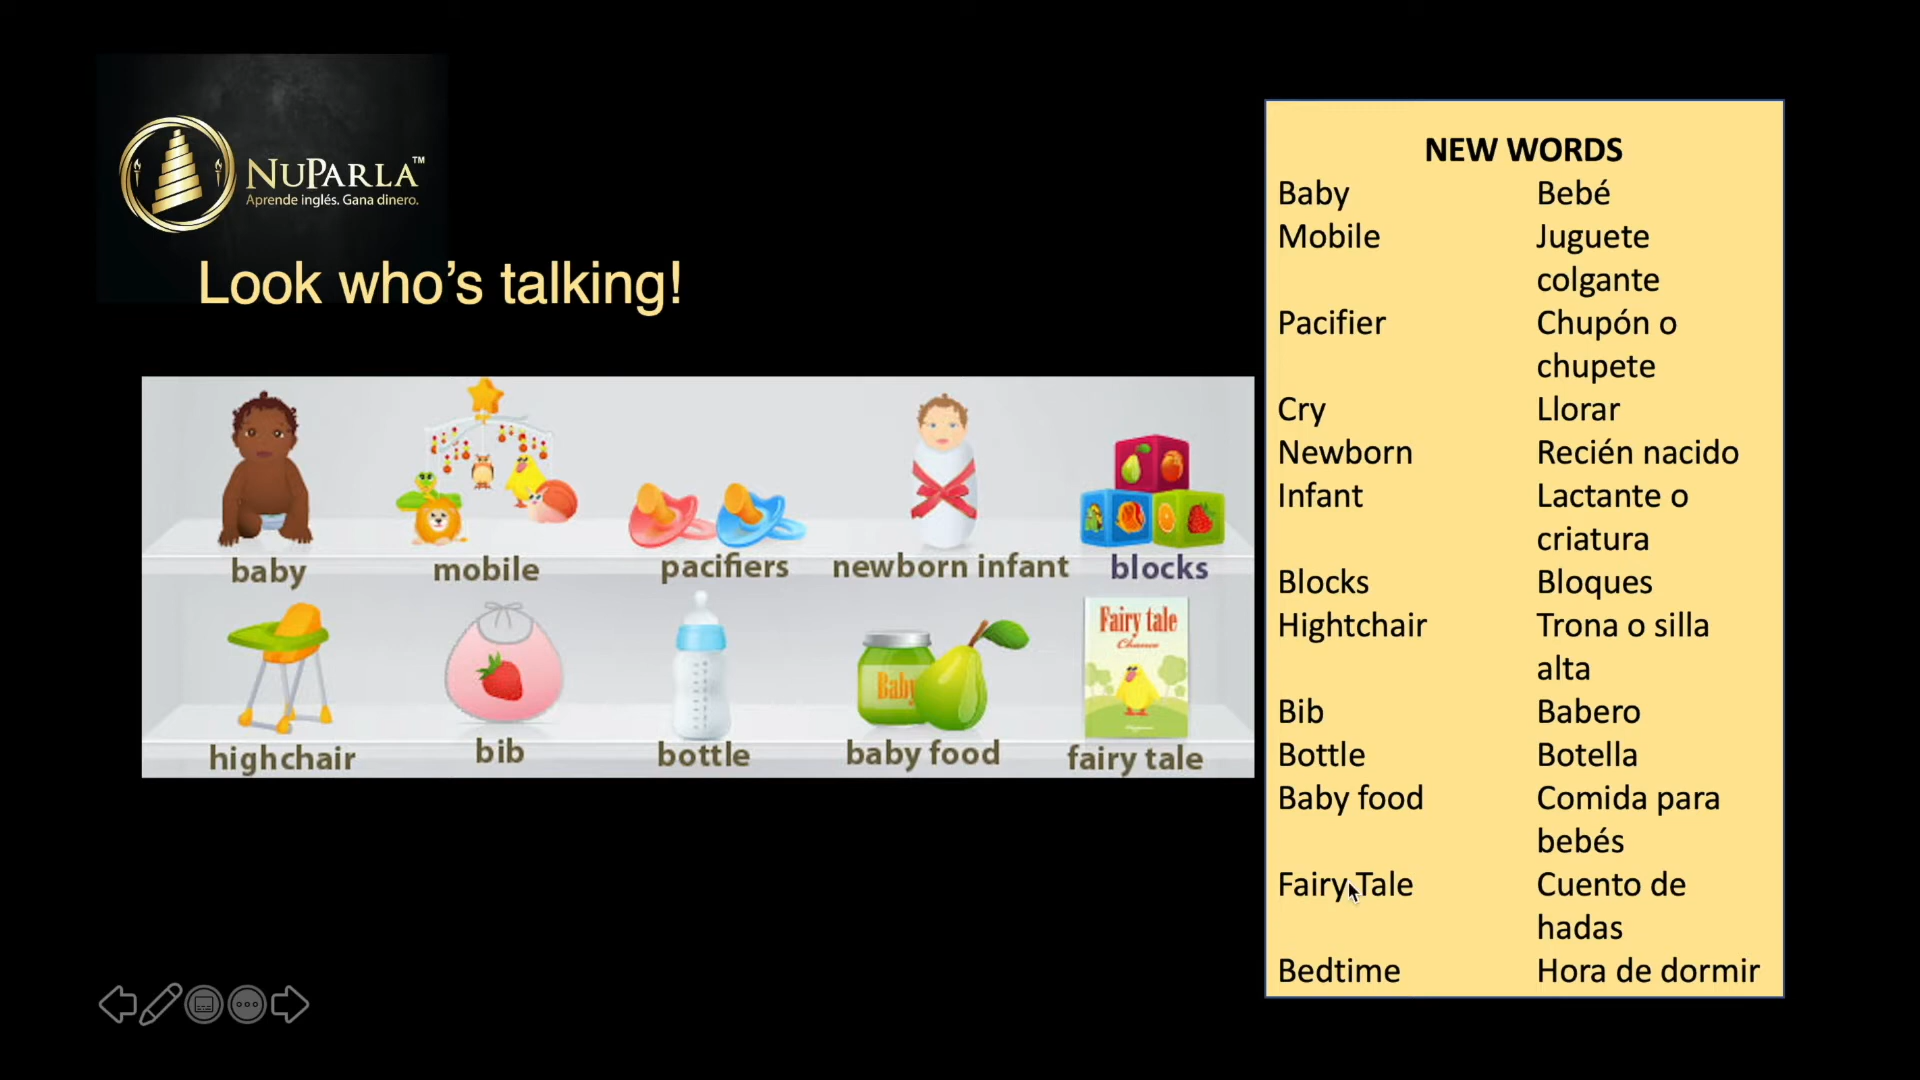 NUPARLA™
Aprende inglés. Gana dinero.
Look who's talking!
baby
mobile
pacifiers
newborn infant
blocks
Baby
Fairy tale
Chance
highchair
bib
bottle
baby food
fairy tale
NEW WORDS
Baby Bebé
Mobile Juguete
colgante
Pacifier Chupón o
chupete
Cry Llorar
Newborn Recién nacido
Infant Lactante o
criatura
Blocks Bloques
Hightchair Trona o silla
alta
Bib Babero
Bottle Botella
Baby food Comida para
bebés
Fairy Tale Cuento de
hadas
Bedtime Hora de dormir